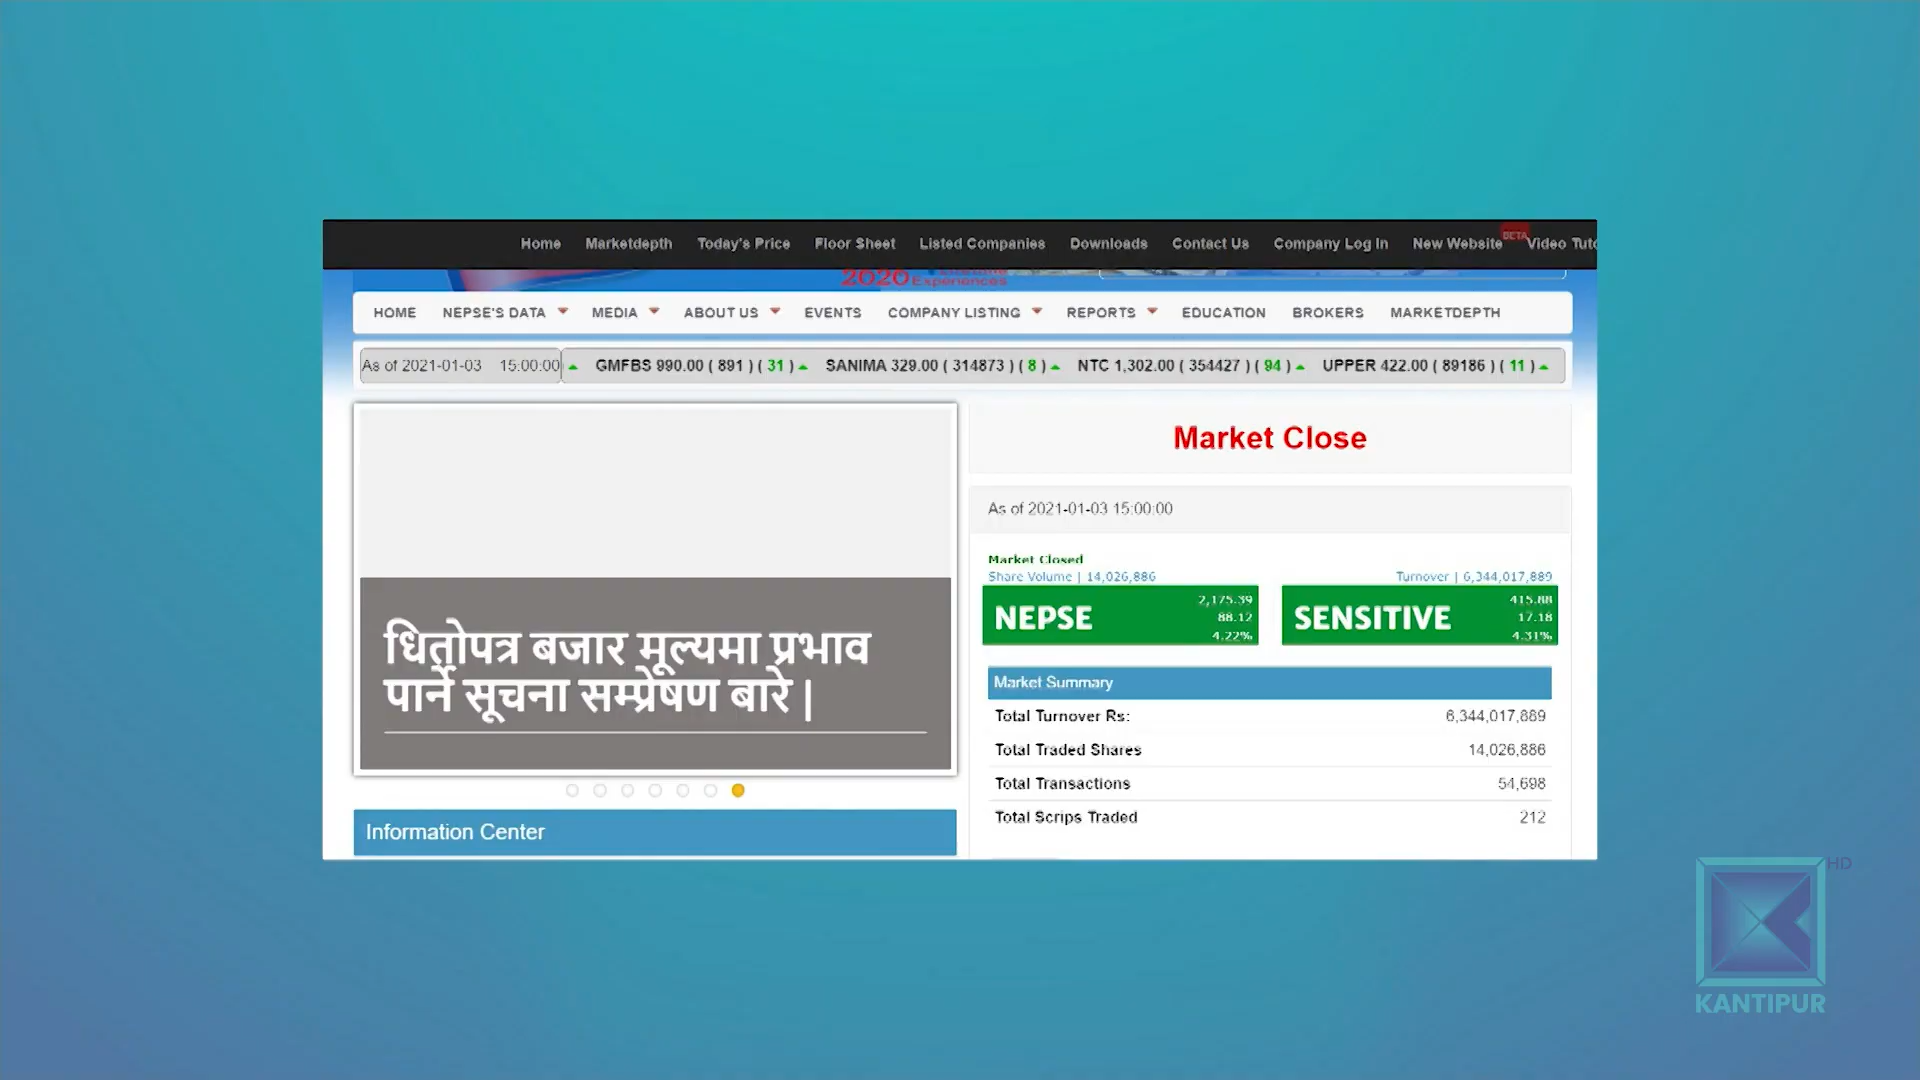 Home Marketdepth Today's Price Floor Sheet Listed Companies Downloads Contact Us Company Log In New Website BETA Video Tuto
2020 Lifetime Experiences
HOME NEPSE'S DATA MEDIA ABOUT US EVENTS COMPANY LISTING REPORTS EDUCATION BROKERS MARKETDEPTH
As of 2021-01-03 15:00:00 GMFBS 990.00 ( 891 ) ( 31 ) SANIMA 329.00 ( 314873 ) ( 8 ) NTC 1,302.00 ( 354427 ) ( 94 ) UPPER 422.00 ( 89186 ) ( 11 )
धितोपत्र बजार मूल्यमा प्रभाव
पार्ने सूचना सम्प्रेषण बारे |
Information Center
Market Close
As of 2021-01-03 15:00:00
Market Closed
Share Volume | 14,026,886 Turnover | 6,344,017,889
NEPSE 2,175.39 88.12 4.22%
SENSITIVE 415.88 17.18 4.31%
Market Summary
Total Turnover Rs: 6,344,017,889
Total Traded Shares 14,026,886
Total Transactions 54,698
Total Scrips Traded 212
HD
KANTIPUR